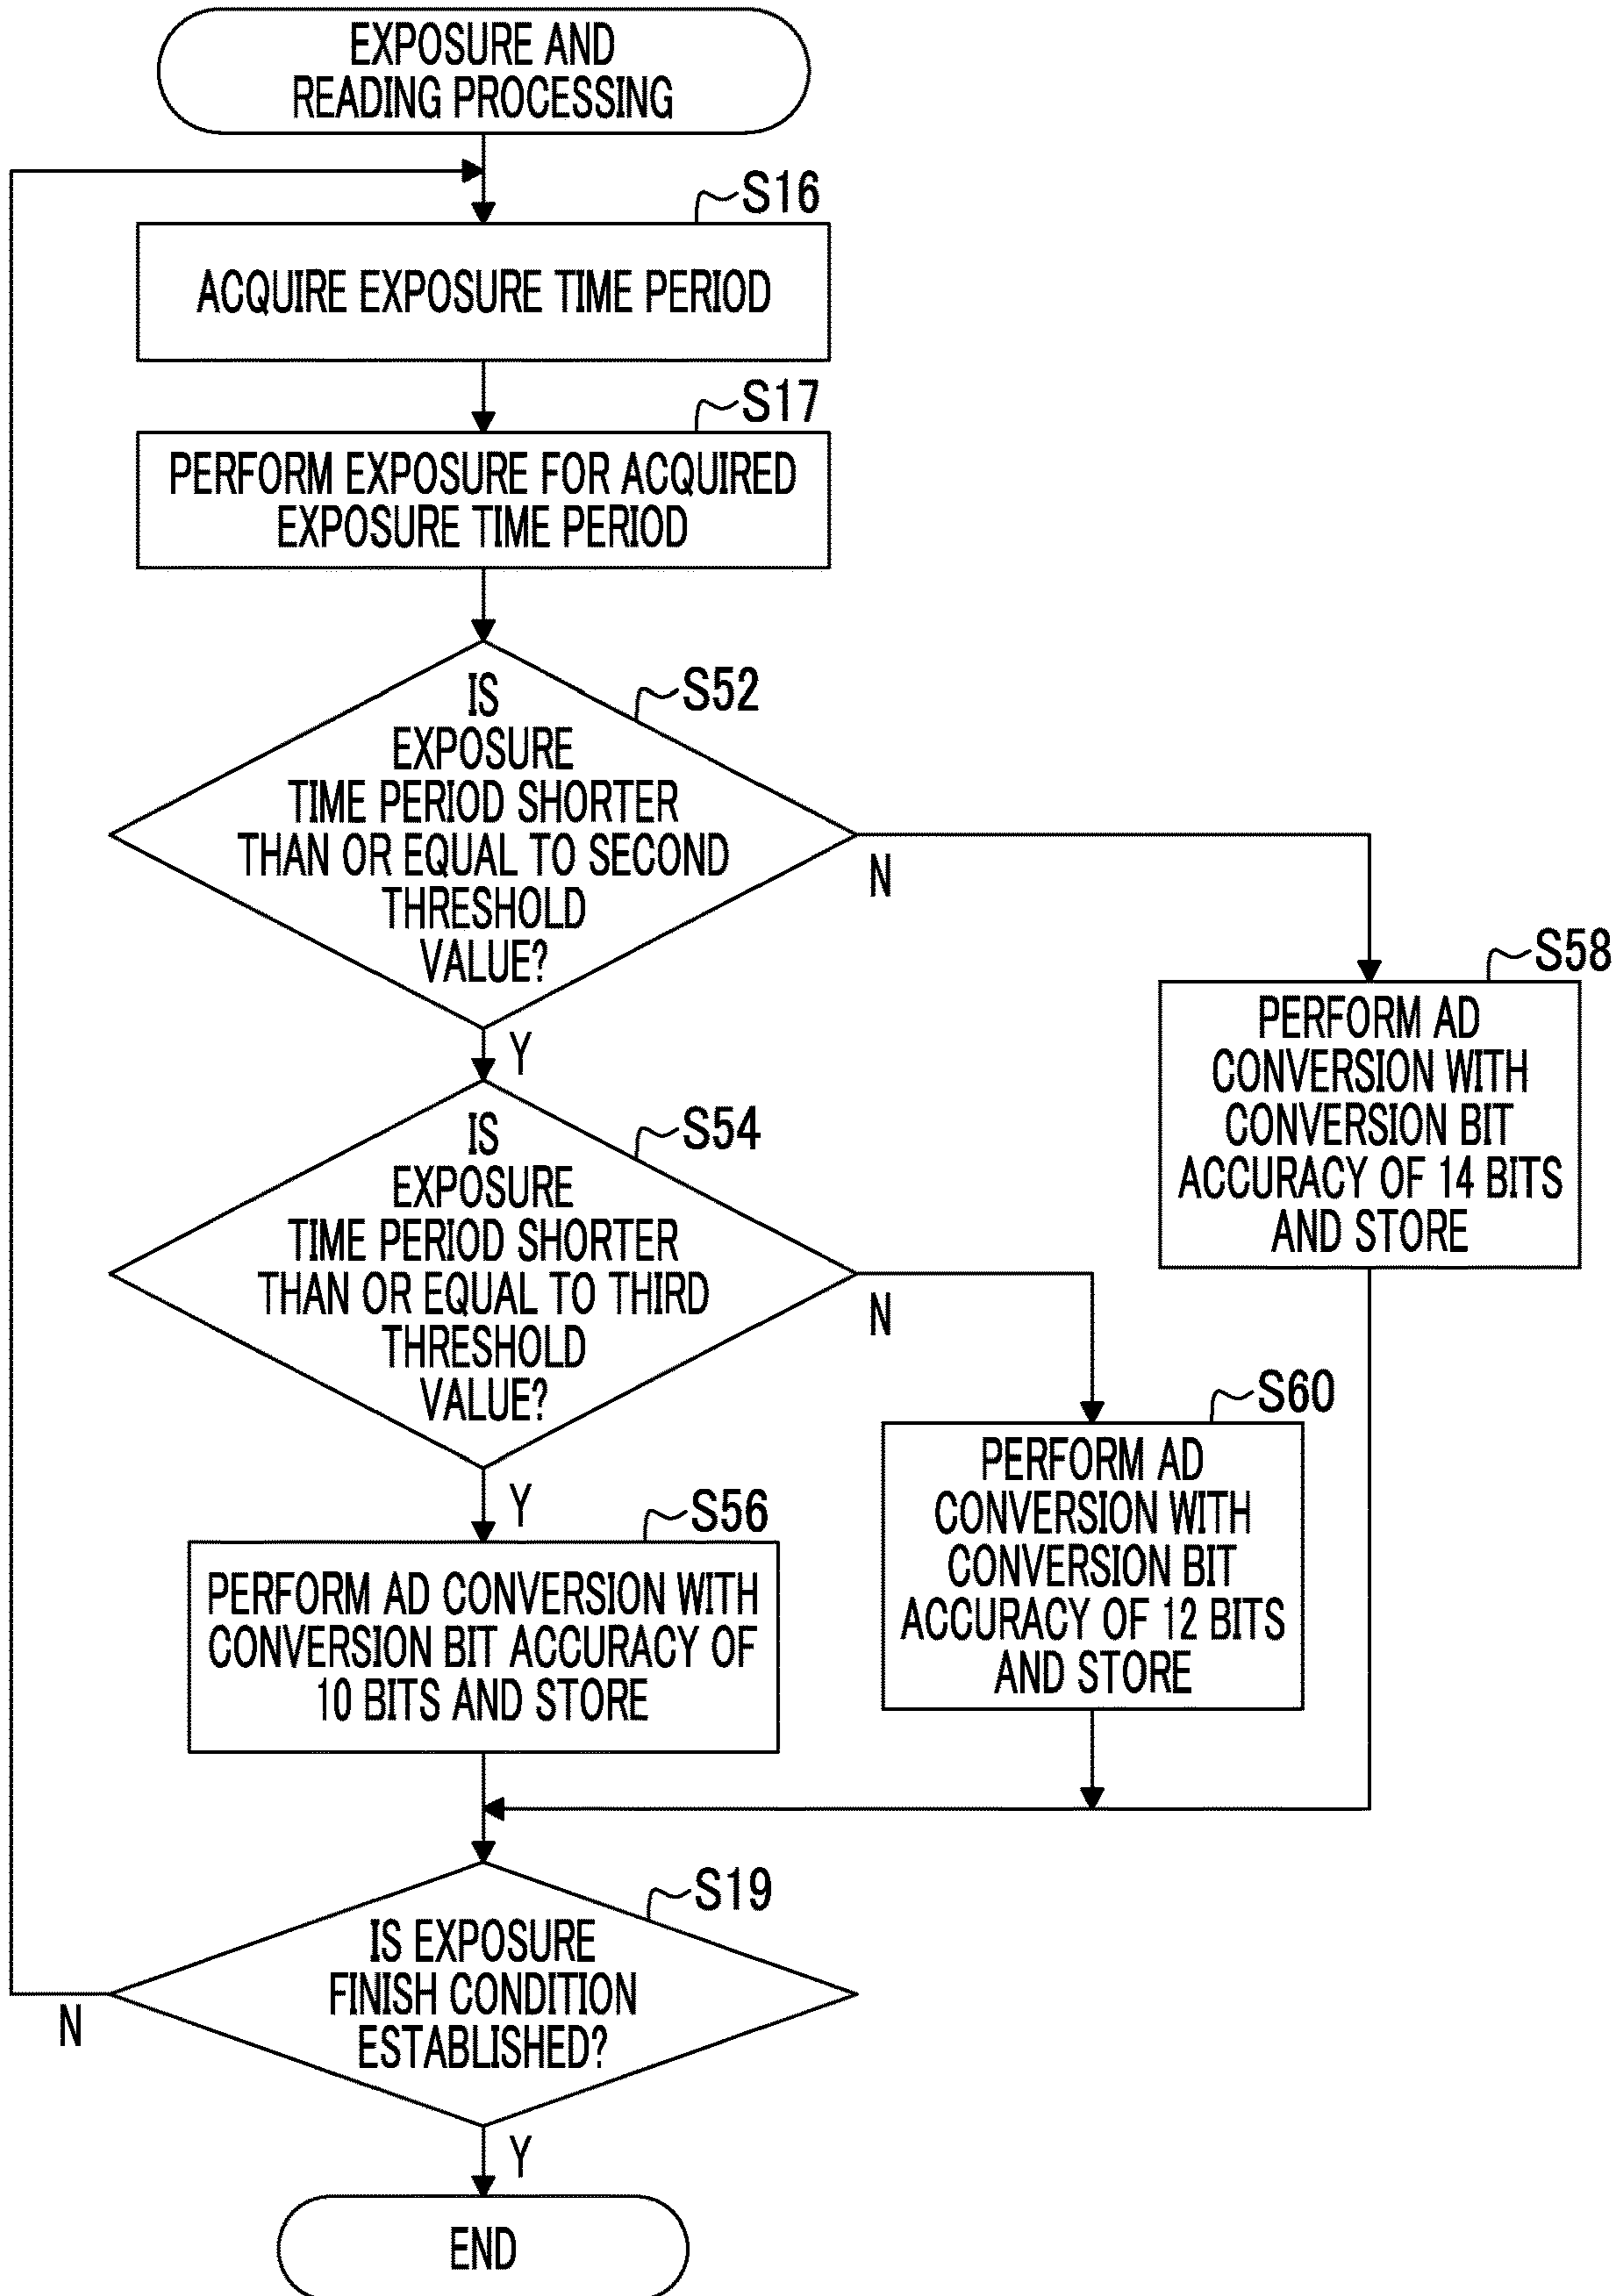 EXPOSURE AND
READING PROCESSING
S16
ACQUIRE EXPOSURE TIME PERIOD
S17
PERFORM EXPOSURE FOR ACQUIRED
EXPOSURE TIME PERIOD
S52
IS
EXPOSURE
TIME PERIOD SHORTER
THAN OR EQUAL TO SECOND
THRESHOLD
VALUE?
N
Y
S58
PERFORM AD
CONVERSION WITH
CONVERSION BIT
ACCURACY OF 14 BITS
AND STORE
S54
IS
EXPOSURE
TIME PERIOD SHORTER
THAN OR EQUAL TO THIRD
THRESHOLD
VALUE?
N
Y
S60
PERFORM AD
CONVERSION WITH
CONVERSION BIT
ACCURACY OF 12 BITS
AND STORE
S56
PERFORM AD CONVERSION WITH
CONVERSION BIT ACCURACY OF
10 BITS AND STORE
S19
IS EXPOSURE
FINISH CONDITION
ESTABLISHED?
N
Y
END